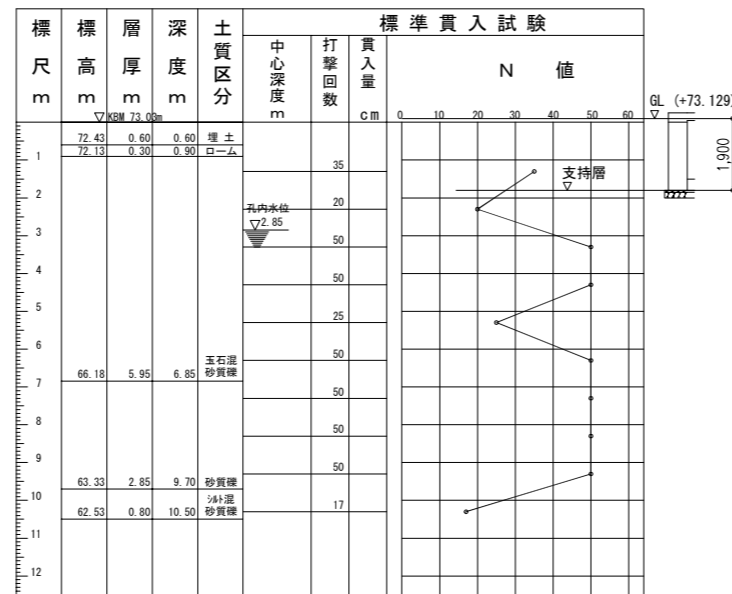 標尺 m
標高 m
層厚 m
深度 m
土質区分
標準貫入試験
中心深度 m
打撃回数
貫入量 cm
N 値
0 10 20 30 40 50 60
▽KBM 73.03m
GL (+73.129)
▽
1,900
72.43 0.60 0.60 埋土
72.13 0.30 0.90 ローム
1
35
支持層
▽
2
20
孔内水位
▽2.85
3
50
4
50
5
25
6
50
玉石混
66.18 5.95 6.85 砂質礫
7
50
8
50
9
50
63.33 2.85 9.70 砂質礫
10
シルト混
17
62.53 0.80 10.50 砂質礫
11
12